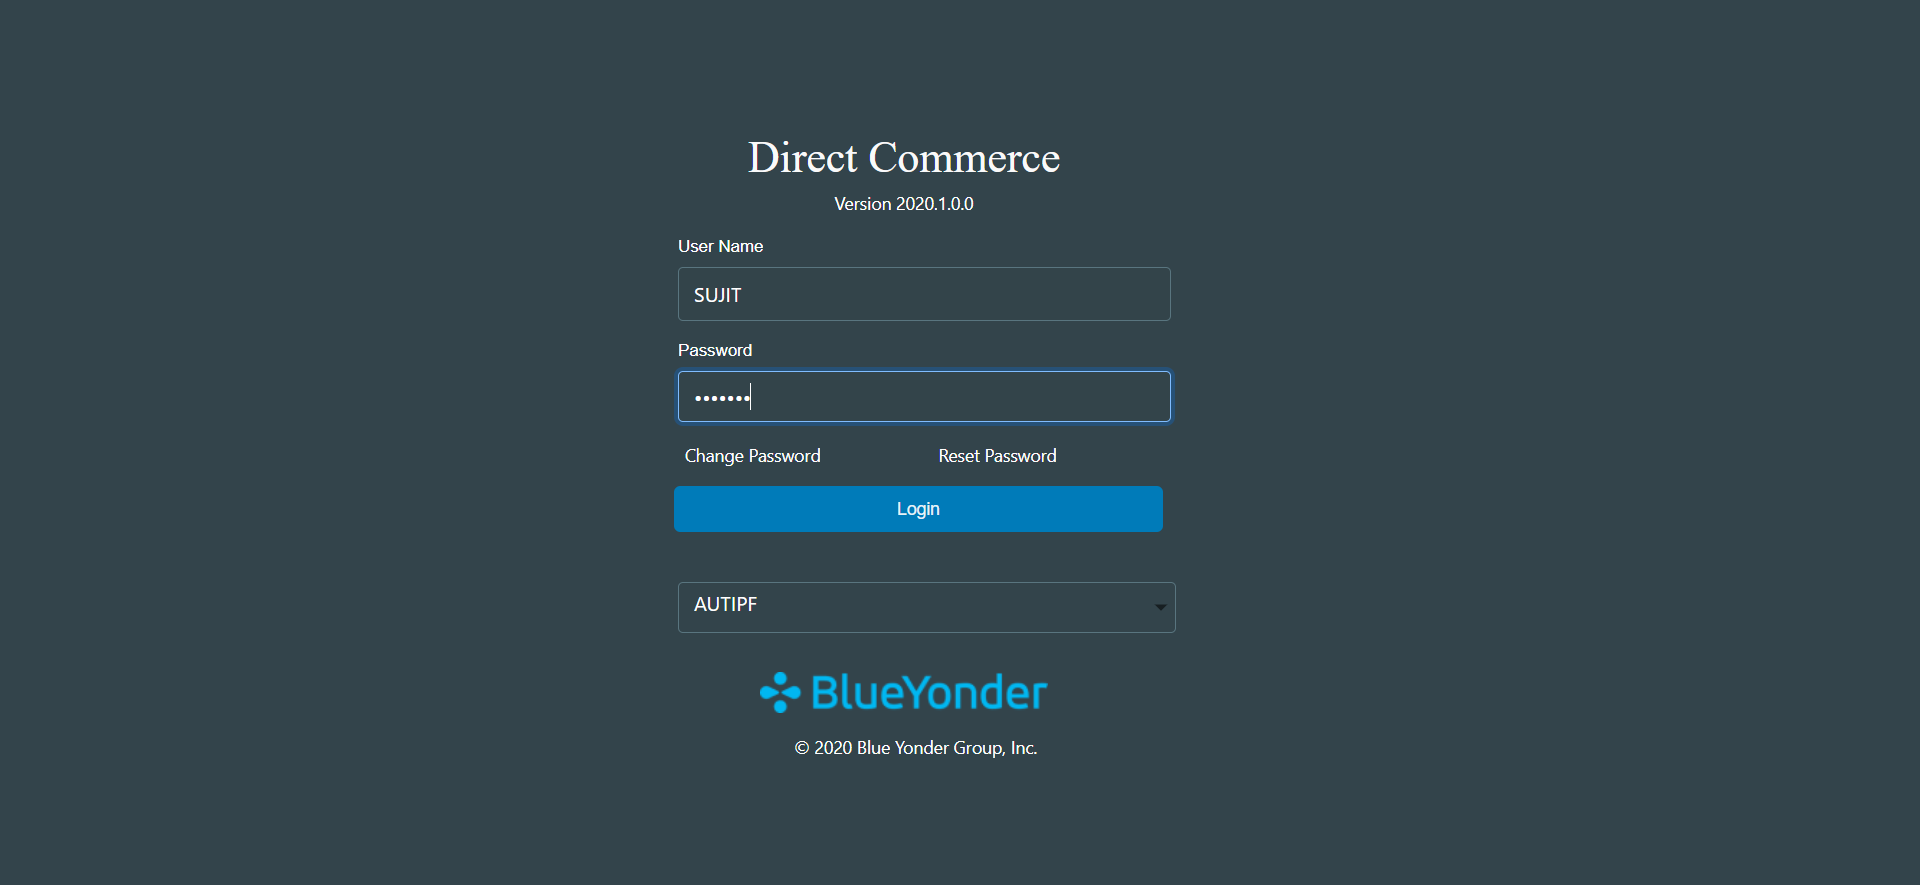 Direct Commerce
Version 2020.1.0.0
User Name
SUJIT
Password
•••••••
Change Password Reset Password
Login
AUTIPF
BlueYonder
© 2020 Blue Yonder Group, Inc.